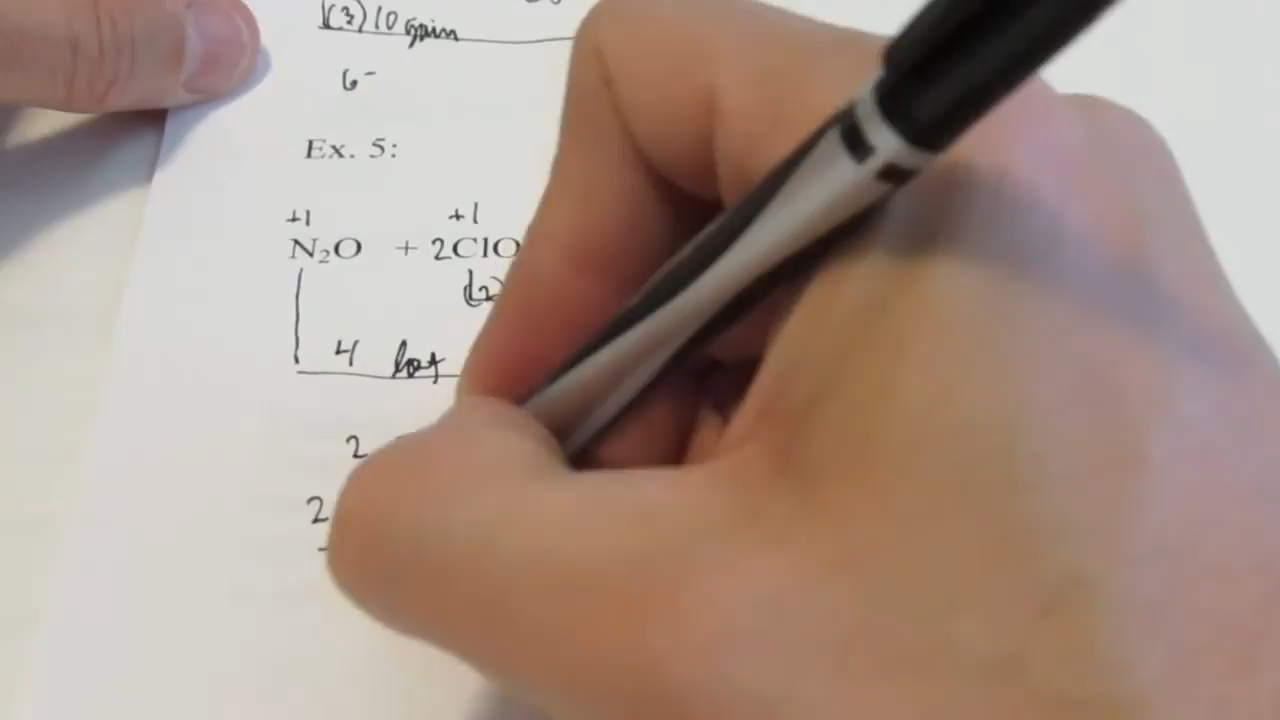 (3) 10 gain
6-
Ex. 5:
+1 +1
N₂O + 2ClO
(2)
4 lost
2
2